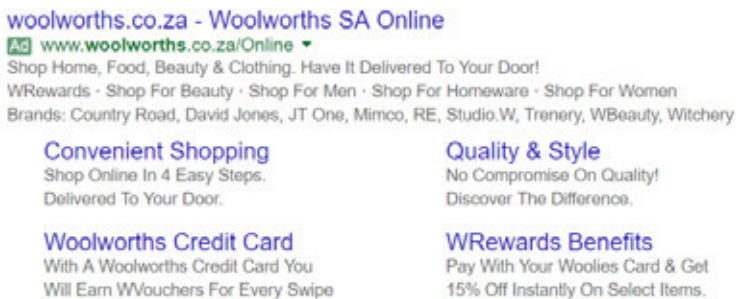 woolworths.co.za - Woolworths SA Online
Ad www.woolworths.co.za/Online
Shop Home, Food, Beauty & Clothing. Have It Delivered To Your Door!
WRewards · Shop For Beauty · Shop For Men · Shop For Homeware · Shop For Women
Brands: Country Road, David Jones, JT One, Mimco, RE, Studio.W, Trenery, WBeauty, Witchery
Convenient Shopping
Shop Online In 4 Easy Steps.
Delivered To Your Door.
Quality & Style
No Compromise On Quality!
Discover The Difference.
Woolworths Credit Card
With A Woolworths Credit Card You
Will Earn WVouchers For Every Swipe
WRewards Benefits
Pay With Your Woolies Card & Get
15% Off Instantly On Select Items.